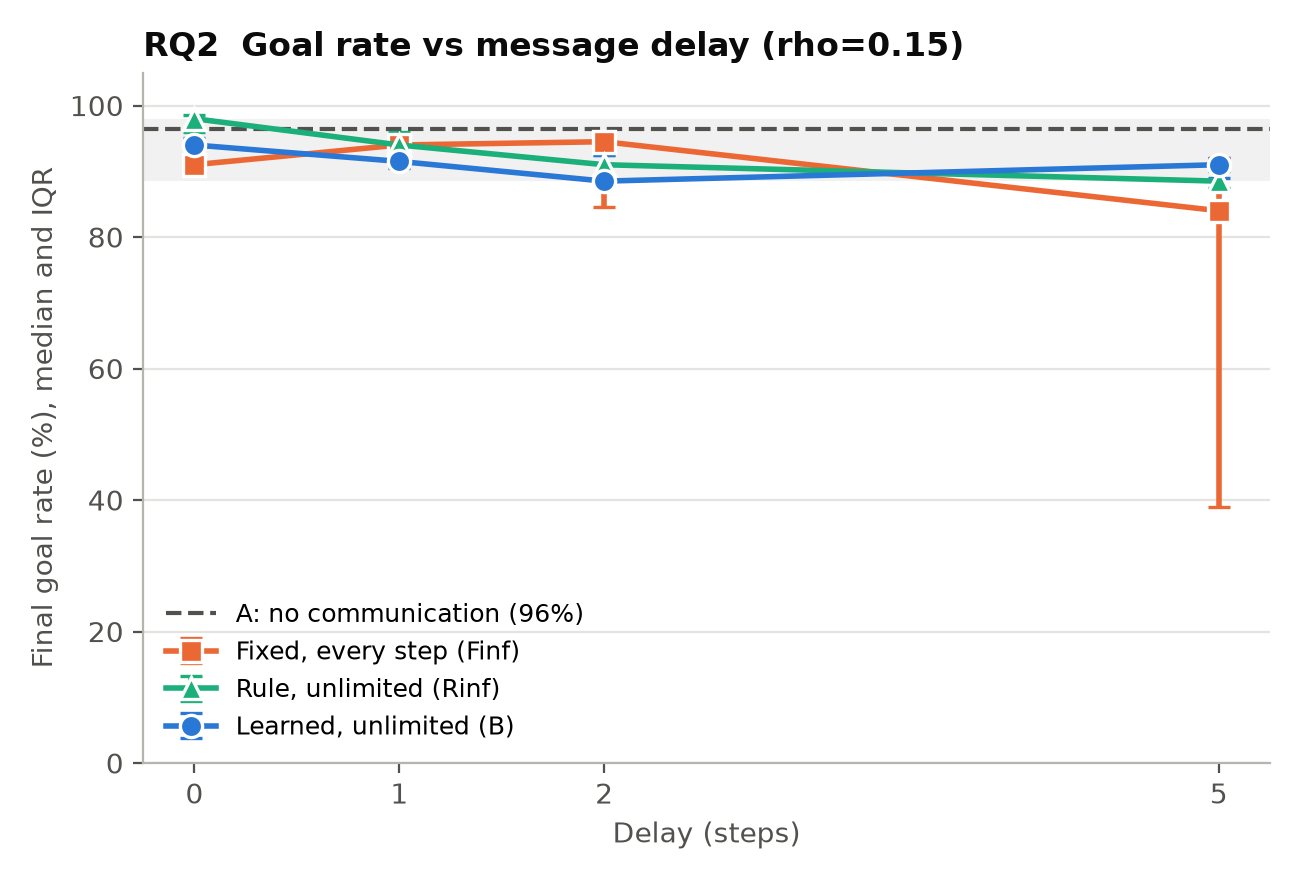 RQ2  Goal rate vs message delay (rho=0.15)
Final goal rate (%), median and IQR
100
80
60
40
20
0
A: no communication (96%)
Fixed, every step (Finf)
Rule, unlimited (Rinf)
Learned, unlimited (B)
0 1 2 5
Delay (steps)